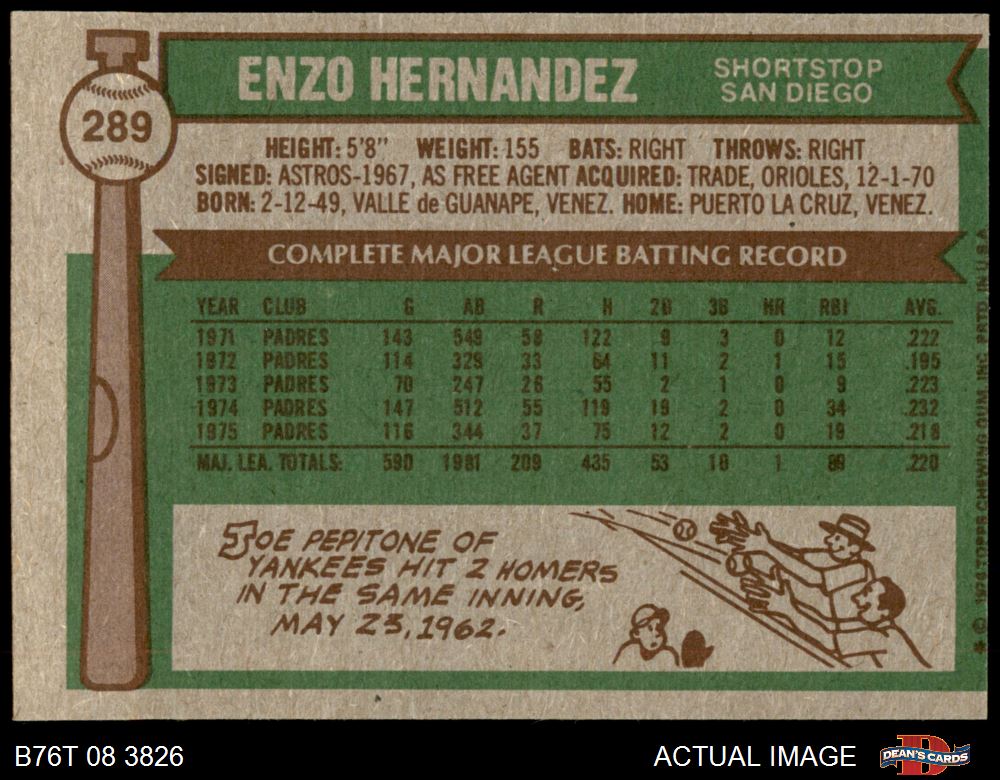 289
ENZO HERNANDEZ
SHORTSTOP
SAN DIEGO
HEIGHT: 5'8" WEIGHT: 155 BATS: RIGHT THROWS: RIGHT
SIGNED: ASTROS-1967, AS FREE AGENT ACQUIRED: TRADE, ORIOLES, 12-1-70
BORN: 2-12-49, VALLE de GUANAPE, VENEZ. HOME: PUERTO LA CRUZ, VENEZ.
COMPLETE MAJOR LEAGUE BATTING RECORD
YEAR CLUB G AB R H 2B 3B HR RBI AVG.
1971 PADRES 143 549 58 122 9 3 0 12 .222
1972 PADRES 114 329 33 64 11 2 1 15 .195
1973 PADRES 70 247 26 55 2 1 0 9 .223
1974 PADRES 147 512 55 119 19 2 0 34 .232
1975 PADRES 116 344 37 75 12 2 0 19 .218
MAJ. LEA. TOTALS: 590 1981 209 435 53 10 1 89 .220
JOE PEPITONE OF
YANKEES HIT 2 HOMERS
IN THE SAME INNING,
MAY 23, 1962.
* © 1976 TOPPS CHEWING GUM, INC. PRTD. IN U.S.A.
B76T 08 3826
ACTUAL IMAGE
D
DEAN'S CARDS